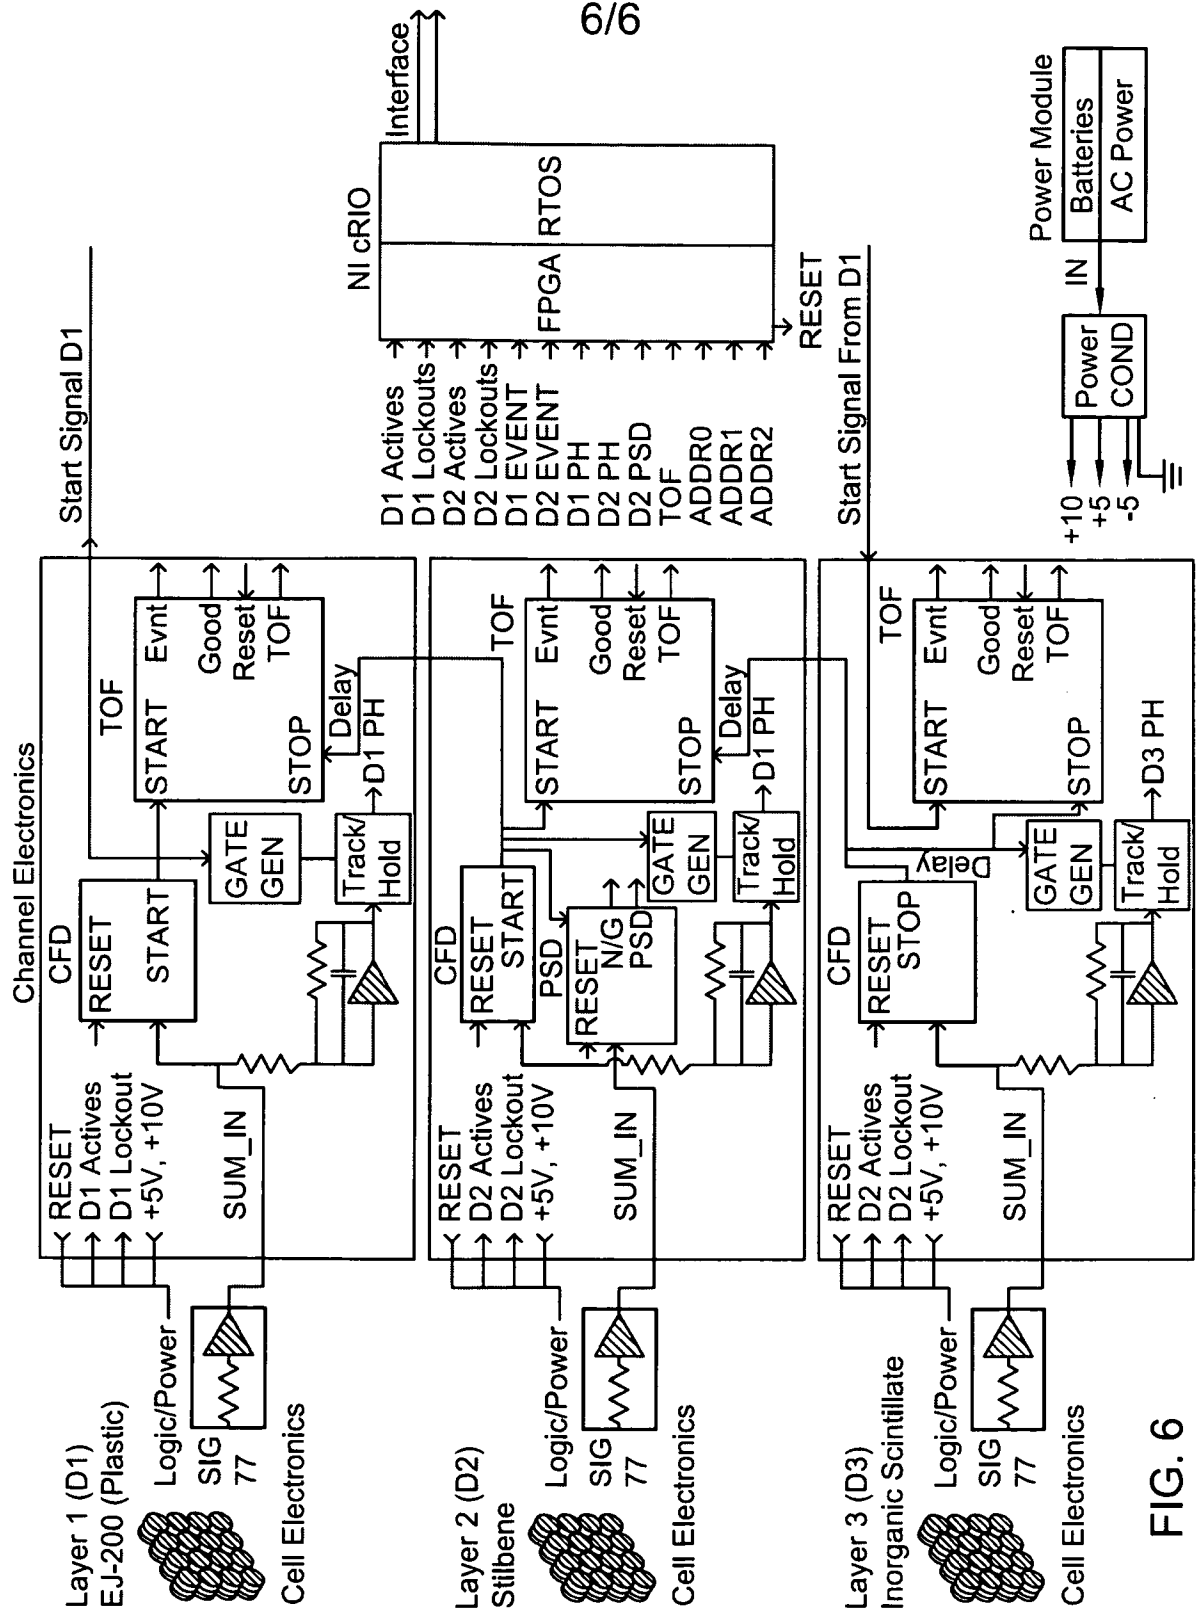 6/6
Channel Electronics
Layer 1 (D1)
EJ-200 (Plastic)
Logic/Power
SIG
77
Cell Electronics
RESET
D1 Actives
D1 Lockout
+5V, +10V
SUM_IN
CFD
RESET
START
GATE
GEN
Track/
Hold
D1 PH
TOF
START
STOP
Evnt
Good
Reset
TOF
Delay
Start Signal D1
Layer 2 (D2)
Stilbene
Logic/Power
SIG
77
Cell Electronics
RESET
D2 Actives
D2 Lockout
+5V, +10V
SUM_IN
CFD
RESET
START
PSD
RESET
N/G
PSD
GATE
GEN
Track/
Hold
D1 PH
TOF
START
STOP
Evnt
Good
Reset
TOF
Delay
Layer 3 (D3)
Inorganic Scintillate
Logic/Power
SIG
77
Cell Electronics
RESET
D2 Actives
D2 Lockout
+5V, +10V
SUM_IN
CFD
RESET
STOP
Delay
GATE
GEN
Track/
Hold
D3 PH
TOF
START
STOP
Evnt
Good
Reset
TOF
Start Signal From D1
NI cRIO
FPGA
RTOS
Interface
D1 Actives
D1 Lockouts
D2 Actives
D2 Lockouts
D1 EVENT
D2 EVENT
D1 PH
D2 PH
D2 PSD
TOF
ADDR0
ADDR1
ADDR2
RESET
Power Module
Batteries
AC Power
IN
Power
COND
+10
+5
-5
FIG. 6